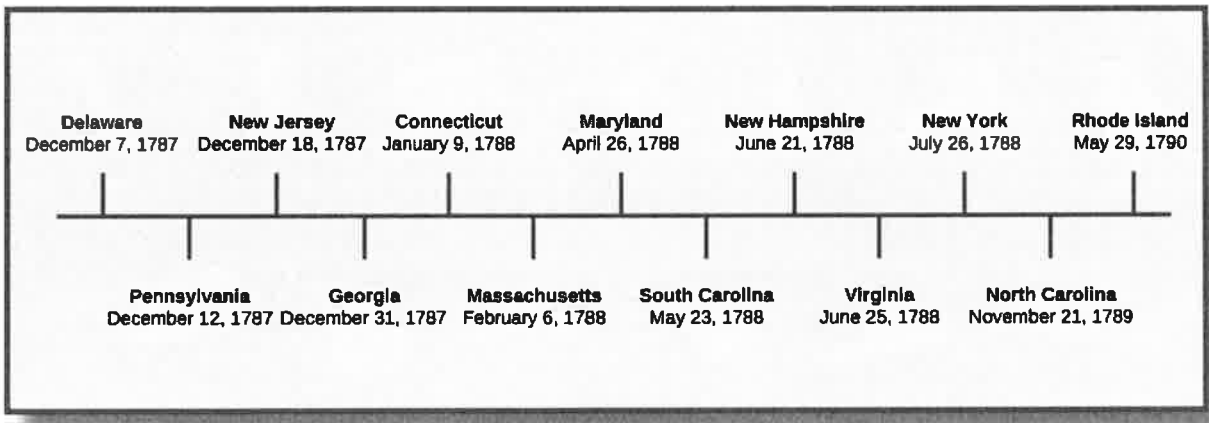 Delaware
December 7, 1787
New Jersey
December 18, 1787
Connecticut
January 9, 1788
Maryland
April 26, 1788
New Hampshire
June 21, 1788
New York
July 26, 1788
Rhode Island
May 29, 1790
Pennsylvania
December 12, 1787
Georgia
December 31, 1787
Massachusetts
February 6, 1788
South Carolina
May 23, 1788
Virginia
June 25, 1788
North Carolina
November 21, 1789